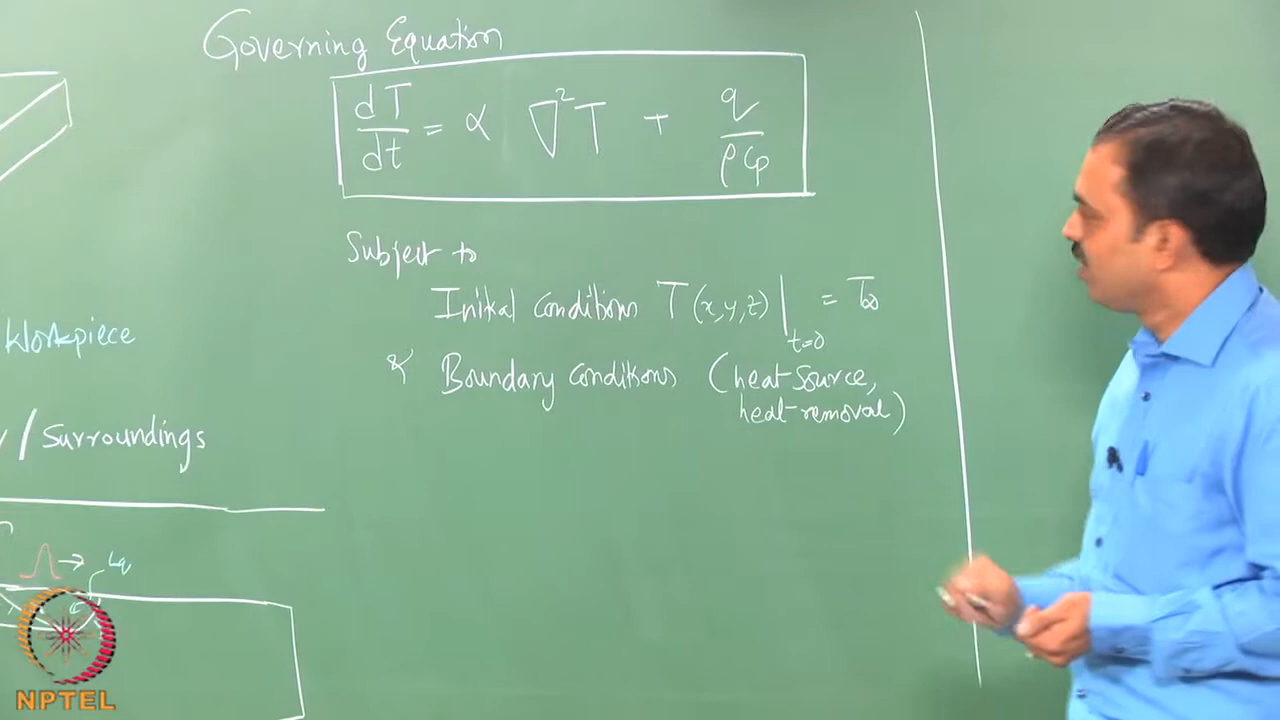 Governing Equation
dT/dt = α ∇²T + q/ρCp
Subject to
Initial conditions T(x,y,z)|t=0 = T∞
& Boundary conditions (heat-source,
heat-removal)
Workpiece
/ Surroundings
NPTEL